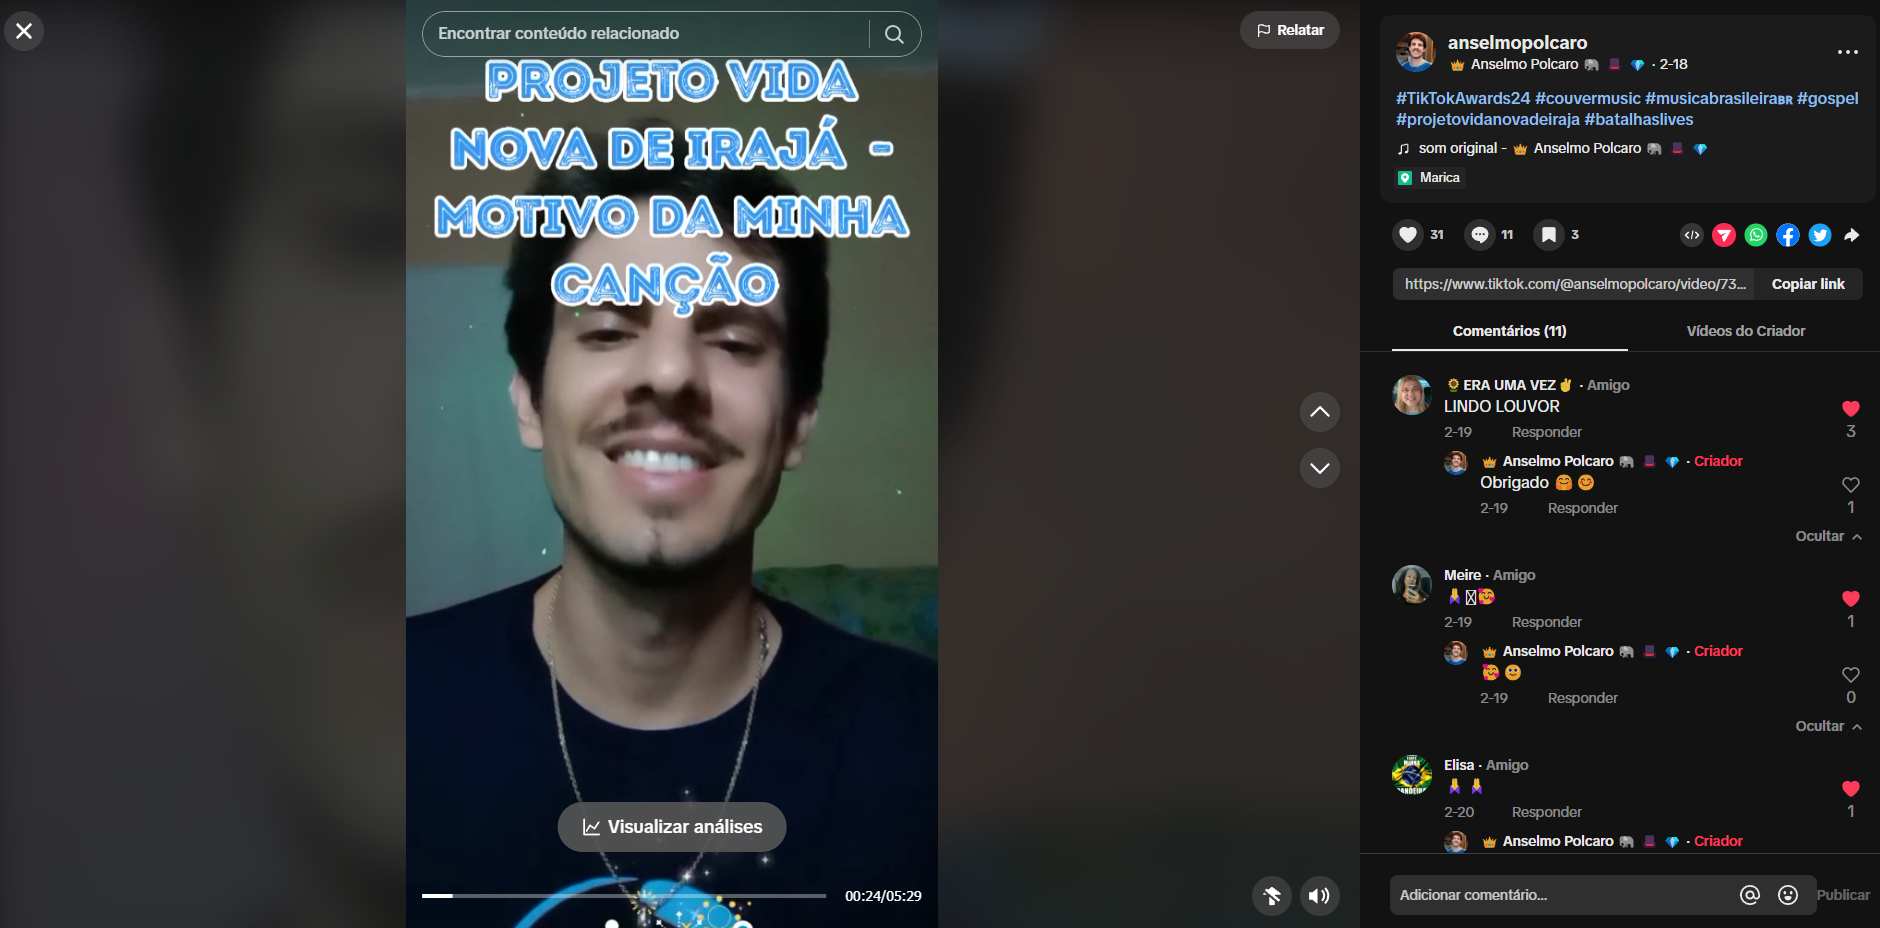 Encontrar conteúdo relacionado
PROJETO VIDA
NOVA DE IRAJÁ -
MOTIVO DA MINHA
CANÇÃO
Visualizar análises
00:24/05:29
Relatar
anselmopolcaro
Anselmo Polcaro · 2-18
#TikTokAwards24 #couvermusic #musicabrasileira🇧🇷 #gospel
#projetovidanovadeiraja #batalhaslives
som original - Anselmo Polcaro
Marica
31
11
3
https://www.tiktok.com/@anselmopolcaro/video/73...
Copiar link
Comentários (11)
Vídeos do Criador
ERA UMA VEZ · Amigo
LINDO LOUVOR
2-19 Responder
3
Anselmo Polcaro · Criador
Obrigado
2-19 Responder
1
Ocultar
Meire · Amigo
2-19 Responder
1
Anselmo Polcaro · Criador
2-19 Responder
0
Ocultar
Elisa · Amigo
2-20 Responder
1
Anselmo Polcaro · Criador
Adicionar comentário...
Publicar